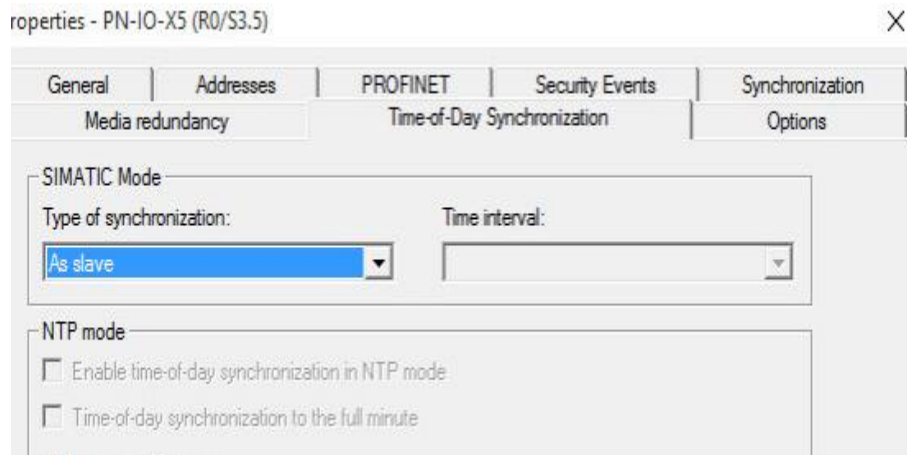 roperties - PN-IO-X5 (R0/S3.5)
General Addresses PROFINET Security Events Synchronization
Media redundancy Time-of-Day Synchronization Options
SIMATIC Mode
Type of synchronization: Time interval:
As slave
NTP mode
Enable time-of-day synchronization in NTP mode
Time-of-day synchronization to the full minute